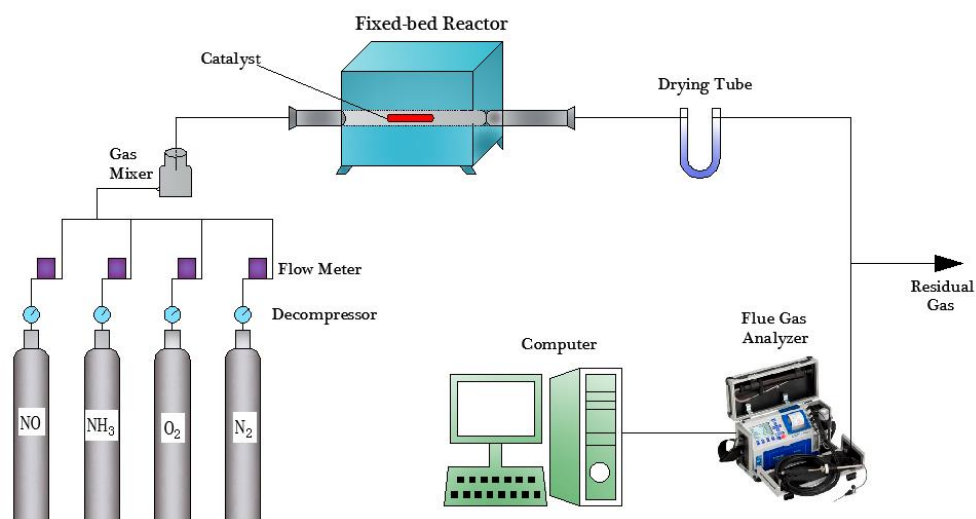 Fixed-bed Reactor
Catalyst
Drying Tube
Gas
Mixer
Flow Meter
Decompressor
Residual
Gas
Flue Gas
Analyzer
Computer
NO
NH₃
O₂
N₂